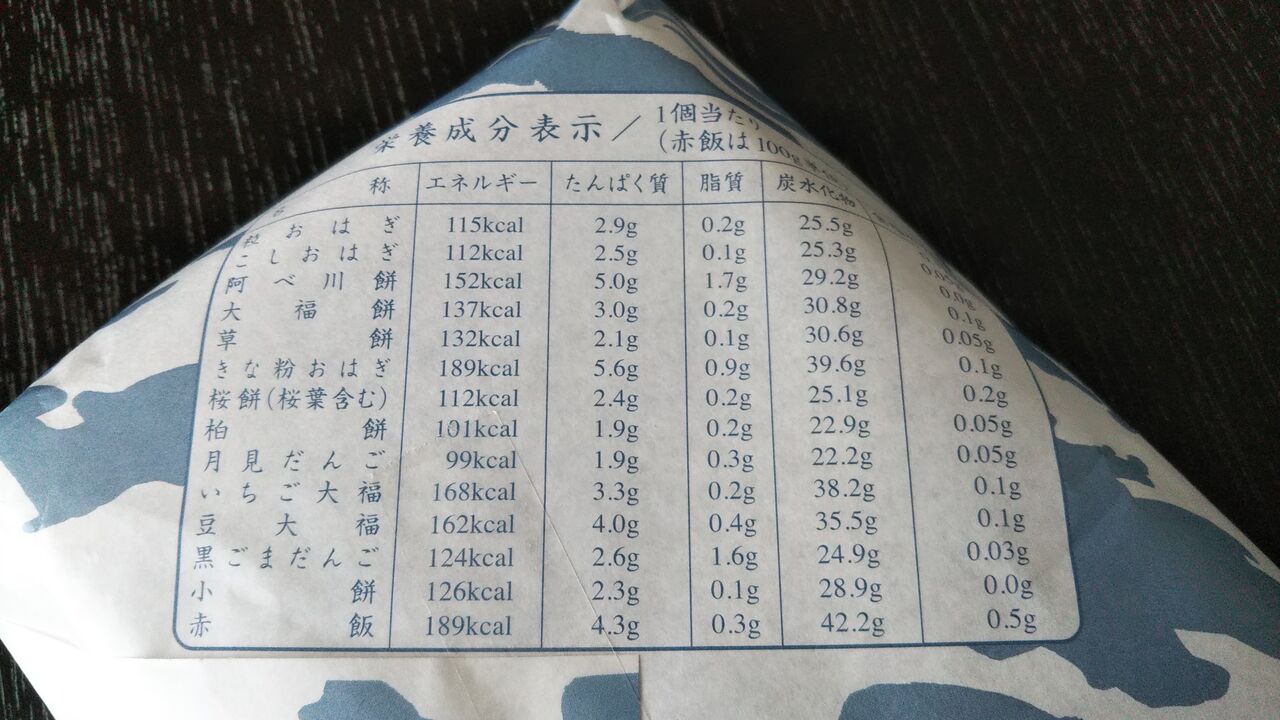 栄養成分表示／1個当たり
(赤飯は100g
称 エネルギー たんぱく質 脂質 炭水化物
粒おはぎ 115kcal 2.9g 0.2g 25.5g
こしおはぎ 112kcal 2.5g 0.1g 25.3g
阿べ川餅 152kcal 5.0g 1.7g 29.2g 0.0g
大福餅 137kcal 3.0g 0.2g 30.8g 0.1g
草餅 132kcal 2.1g 0.1g 30.6g 0.05g
きな粉おはぎ 189kcal 5.6g 0.9g 39.6g 0.1g
桜餅(桜葉含む) 112kcal 2.4g 0.2g 25.1g 0.2g
柏餅 101kcal 1.9g 0.2g 22.9g 0.05g
月見だんご 99kcal 1.9g 0.3g 22.2g 0.05g
いちご大福 168kcal 3.3g 0.2g 38.2g 0.1g
豆大福 162kcal 4.0g 0.4g 35.5g 0.1g
黒ごまだんご 124kcal 2.6g 1.6g 24.9g 0.03g
小餅 126kcal 2.3g 0.1g 28.9g 0.0g
赤飯 189kcal 4.3g 0.3g 42.2g 0.5g